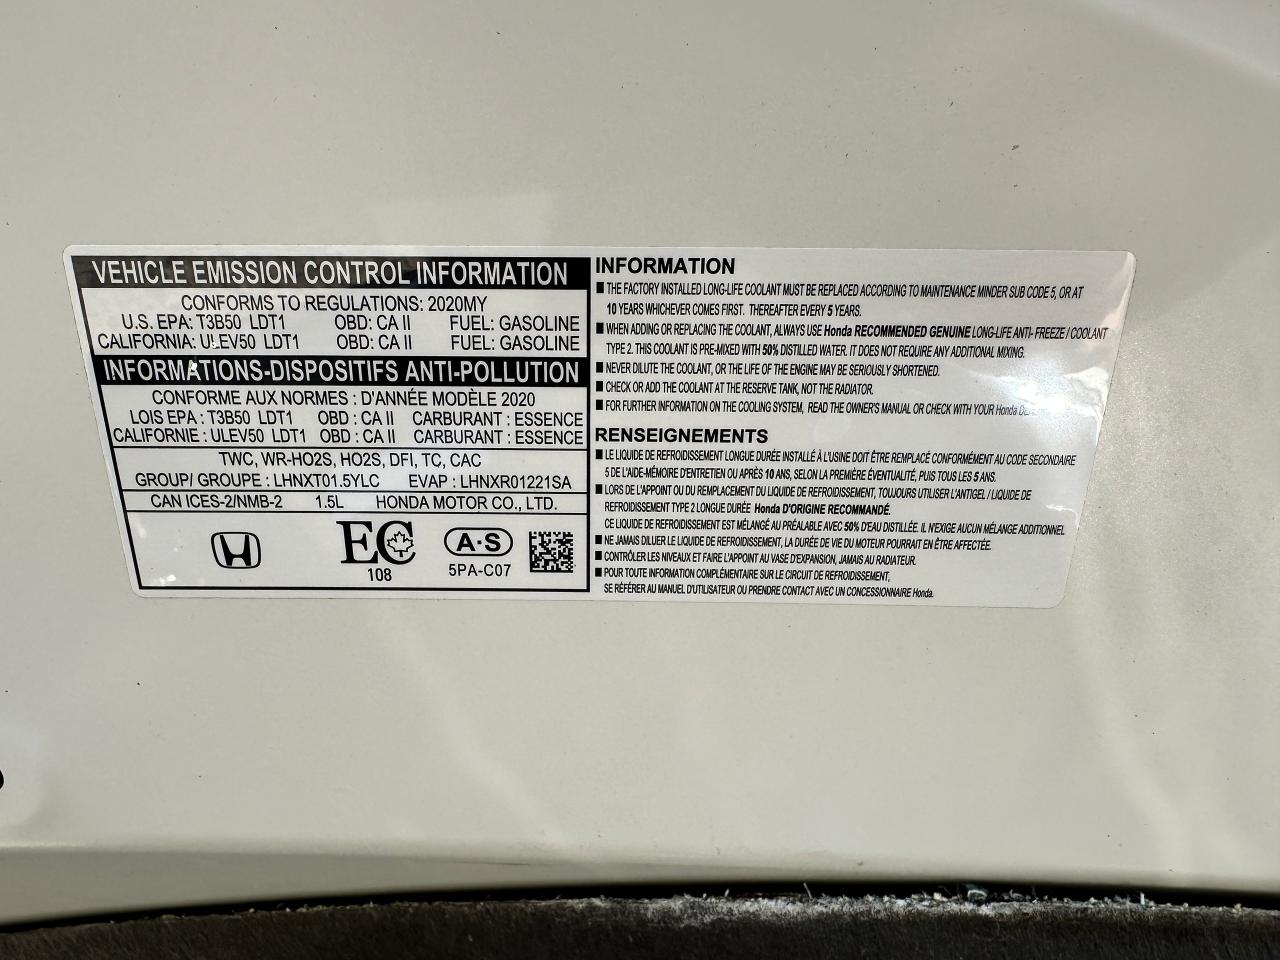 VEHICLE EMISSION CONTROL INFORMATION
CONFORMS TO REGULATIONS: 2020MY
U.S. EPA: T3B50 LDT1 OBD: CA II FUEL: GASOLINE
CALIFORNIA: ULEV50 LDT1 OBD: CA II FUEL: GASOLINE
INFORMATIONS-DISPOSITIFS ANTI-POLLUTION
CONFORME AUX NORMES : D'ANNÉE MODÈLE 2020
LOIS EPA : T3B50 LDT1 OBD : CA II CARBURANT : ESSENCE
CALIFORNIE : ULEV50 LDT1 OBD : CA II CARBURANT : ESSENCE
TWC, WR-HO2S, HO2S, DFI, TC, CAC
GROUP/ GROUPE : LHNXT01.5YLC EVAP : LHNXR01221SA
CAN ICES-2/NMB-2 1.5L HONDA MOTOR CO., LTD.
EC
108
A·S
5PA-C07
INFORMATION
■ THE FACTORY INSTALLED LONG-LIFE COOLANT MUST BE REPLACED ACCORDING TO MAINTENANCE MINDER SUB CODE 5, OR AT
10 YEARS WHICHEVER COMES FIRST. THEREAFTER EVERY 5 YEARS.
■ WHEN ADDING OR REPLACING THE COOLANT, ALWAYS USE Honda RECOMMENDED GENUINE LONG-LIFE ANTI- FREEZE / COOLANT
TYPE 2. THIS COOLANT IS PRE-MIXED WITH 50% DISTILLED WATER. IT DOES NOT REQUIRE ANY ADDITIONAL MIXING.
■ NEVER DILUTE THE COOLANT, OR THE LIFE OF THE ENGINE MAY BE SERIOUSLY SHORTENED.
■ CHECK OR ADD THE COOLANT AT THE RESERVE TANK, NOT THE RADIATOR.
■ FOR FURTHER INFORMATION ON THE COOLING SYSTEM, READ THE OWNER'S MANUAL OR CHECK WITH YOUR Honda
RENSEIGNEMENTS
■ LE LIQUIDE DE REFROIDISSEMENT LONGUE DURÉE INSTALLÉ À L'USINE DOIT ÊTRE REMPLACÉ CONFORMÉMENT AU CODE SECONDAIRE
5 DE L'AIDE-MÉMOIRE D'ENTRETIEN OU APRÈS 10 ANS, SELON LA PREMIÈRE ÉVENTUALITÉ, PUIS TOUS LES 5 ANS.
■ LORS DE L'APPOINT OU DU REMPLACEMENT DU LIQUIDE DE REFROIDISSEMENT, TOUJOURS UTILISER L'ANTIGEL / LIQUIDE DE
REFROIDISSEMENT TYPE 2 LONGUE DURÉE Honda D'ORIGINE RECOMMANDÉ.
CE LIQUIDE DE REFROIDISSEMENT EST MÉLANGÉ AU PRÉALABLE AVEC 50% D'EAU DISTILLÉE. IL N'EXIGE AUCUN MÉLANGE ADDITIONNEL
■ NE JAMAIS DILUER LE LIQUIDE DE REFROIDISSEMENT, LA DURÉE DE VIE DU MOTEUR POURRAIT EN ÊTRE AFFECTÉE.
■ CONTRÔLER LES NIVEAUX ET FAIRE L'APPOINT AU VASE D'EXPANSION, JAMAIS AU RADIATEUR.
■ POUR TOUTE INFORMATION COMPLÉMENTAIRE SUR LE CIRCUIT DE REFROIDISSEMENT,
SE RÉFÉRER AU MANUEL D'UTILISATEUR OU PRENDRE CONTACT AVEC UN CONCESSIONNAIRE Honda.